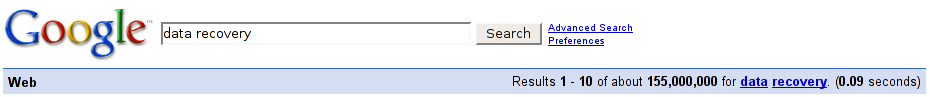 Google™ data recovery Search Advanced Search
Preferences
Web Results 1 - 10 of about 155,000,000 for data recovery. (0.09 seconds)